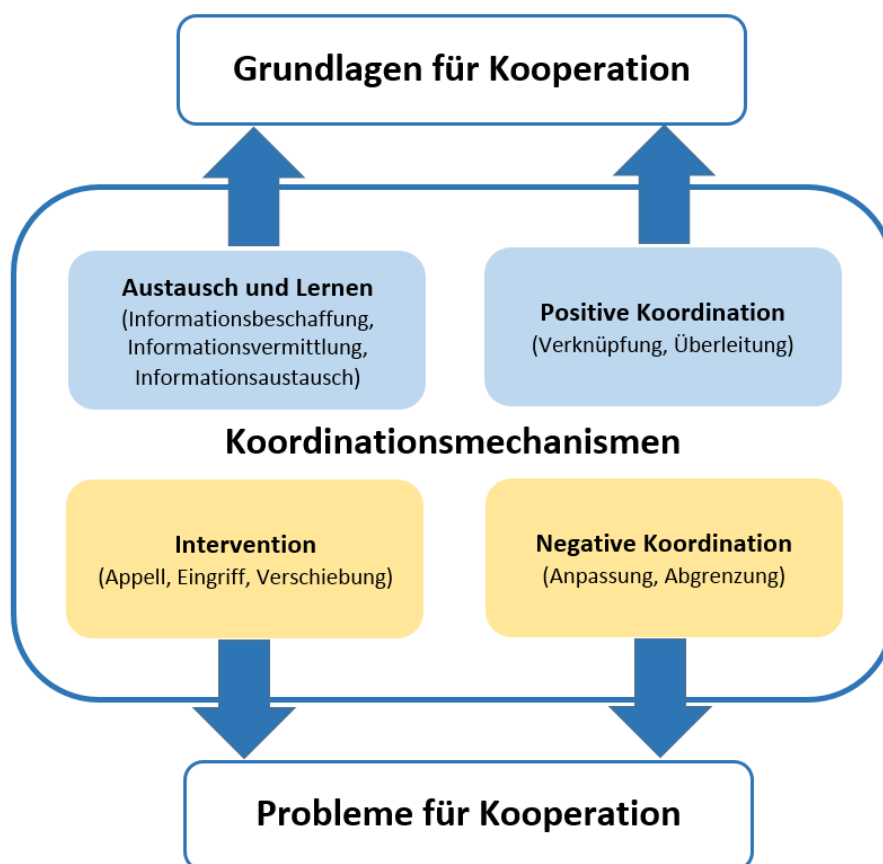 Grundlagen für Kooperation
Austausch und Lernen
(Informationsbeschaffung,
Informationsvermittlung,
Informationsaustausch)
Positive Koordination
(Verknüpfung, Überleitung)
Koordinationsmechanismen
Intervention
(Appell, Eingriff, Verschiebung)
Negative Koordination
(Anpassung, Abgrenzung)
Probleme für Kooperation